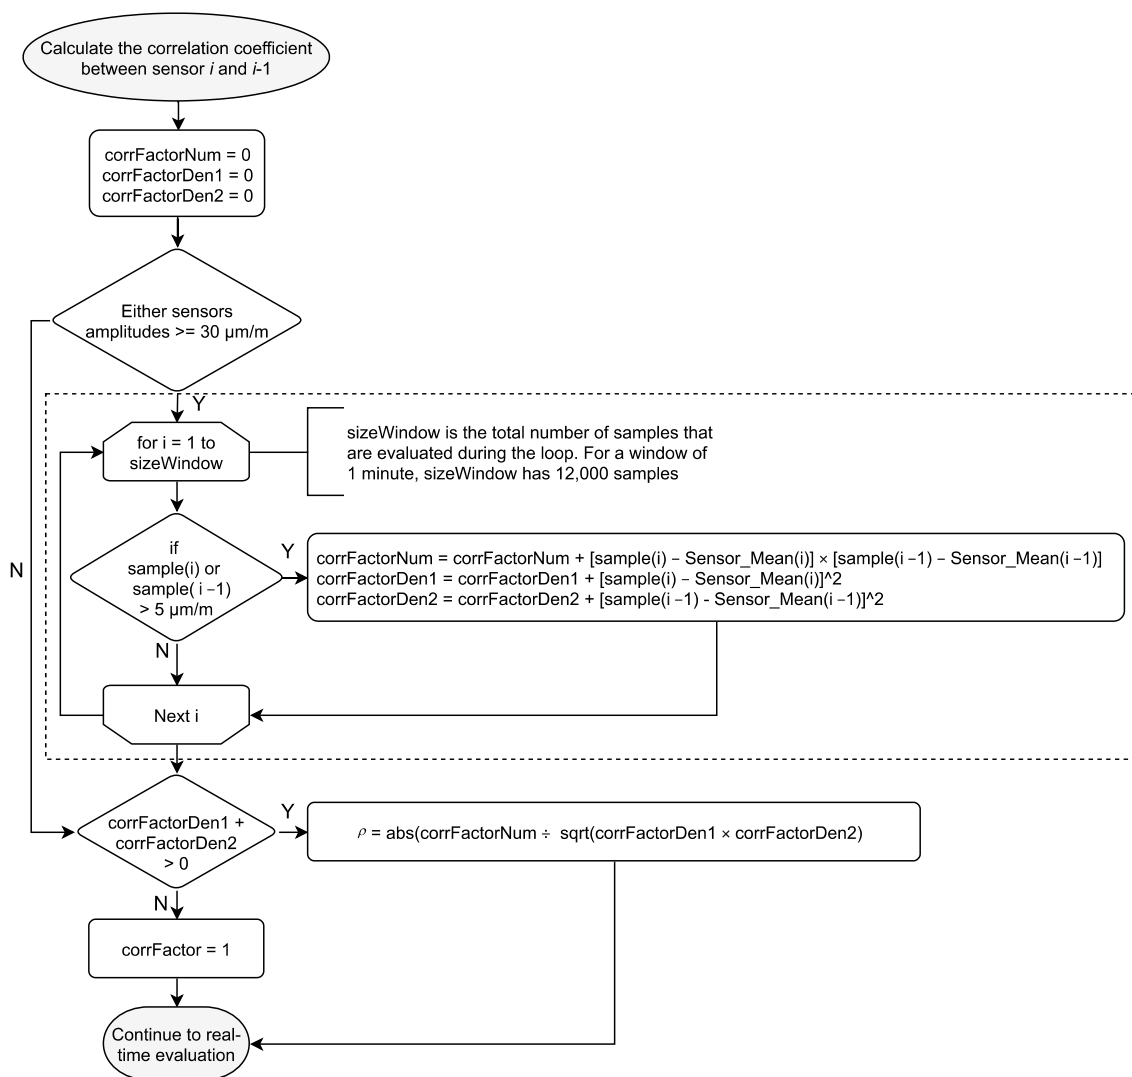 Calculate the correlation coefficient
between sensor i and i-1
corrFactorNum = 0
corrFactorDen1 = 0
corrFactorDen2 = 0
Either sensors
amplitudes >= 30 µm/m
Y
N
for i = 1 to
sizeWindow
sizeWindow is the total number of samples that
are evaluated during the loop. For a window of
1 minute, sizeWindow has 12,000 samples
if
sample(i) or
sample( i −1)
> 5 µm/m
Y
corrFactorNum = corrFactorNum + [sample(i) − Sensor_Mean(i)] × [sample(i −1) − Sensor_Mean(i −1)]
corrFactorDen1 = corrFactorDen1 + [sample(i) − Sensor_Mean(i)]^2
corrFactorDen2 = corrFactorDen2 + [sample(i −1) - Sensor_Mean(i −1)]^2
N
Next i
corrFactorDen1 +
corrFactorDen2
> 0
Y
ρ = abs(corrFactorNum ÷ sqrt(corrFactorDen1 × corrFactorDen2)
N
corrFactor = 1
Continue to real-
time evaluation